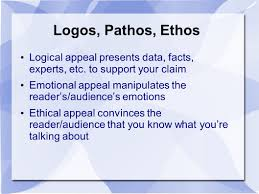 Logos, Pathos, Ethos
• Logical appeal presents data, facts,
experts, etc. to support your claim
• Emotional appeal manipulates the
reader's/audience's emotions
• Ethical appeal convinces the
reader/audience that you know what you're
talking about